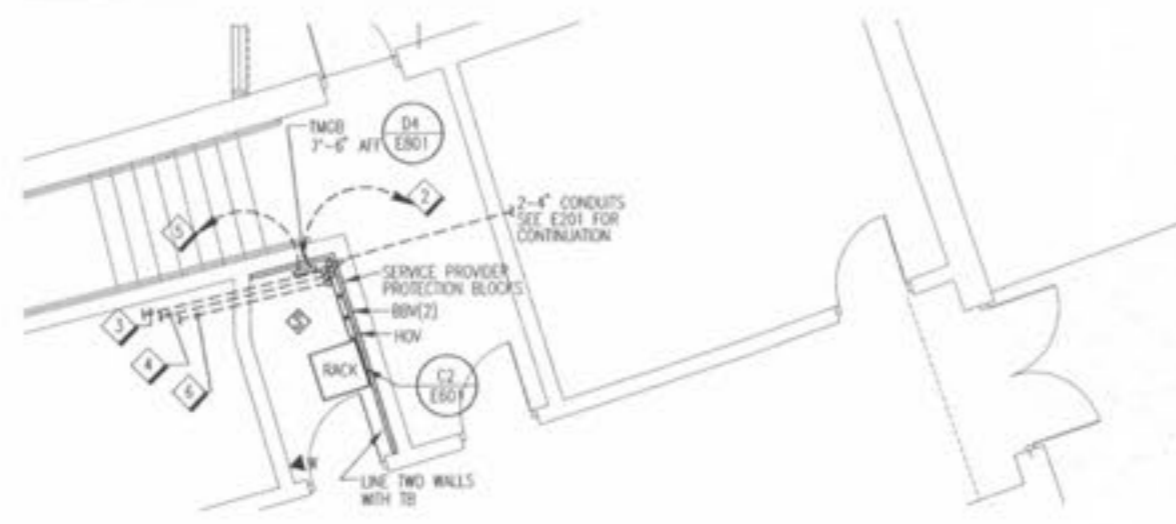 TMGB
7'-6" AFF
D4
E801
2
5
2-4" CONDUITS
SEE E201 FOR
CONTINUATION
SERVICE PROVIDER
PROTECTION BLOCKS
BBV(2)
HOV
3
4
6
RACK
C2
E601
W
LINE TWO WALLS
WITH TB